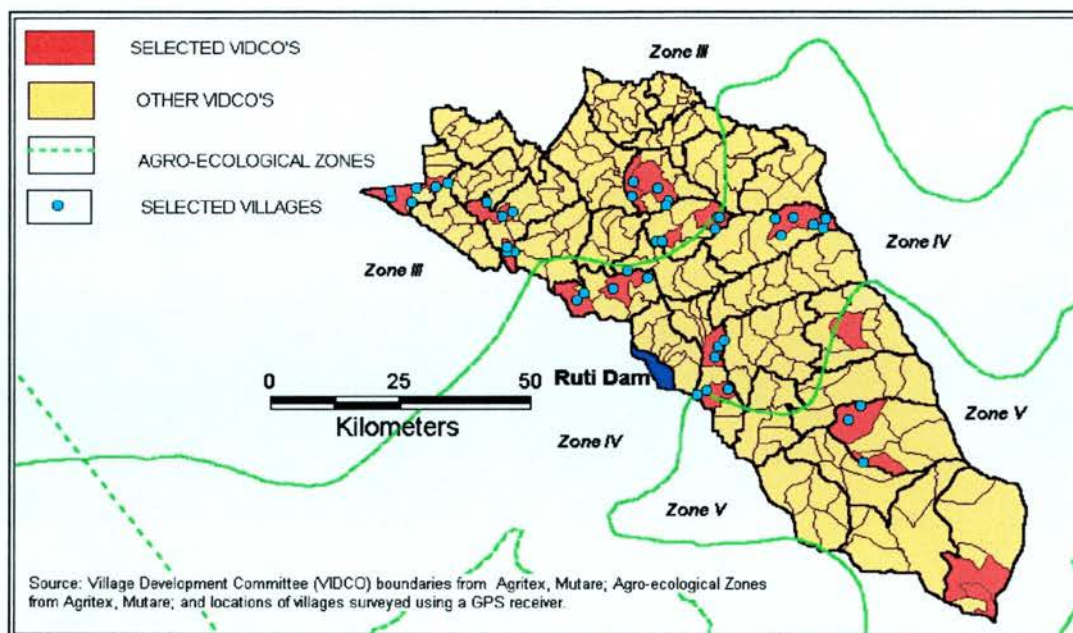 SELECTED VIDCO'S
OTHER VIDCO'S
AGRO-ECOLOGICAL ZONES
SELECTED VILLAGES
Zone III
Zone IV
Zone III
0 25 50
Kilometers
Ruti Dam
Zone IV
Zone V
Zone V
Source: Village Development Committee (VIDCO) boundaries from Agritex, Mutare; Agro-ecological Zones
from Agritex, Mutare; and locations of villages surveyed using a GPS receiver.